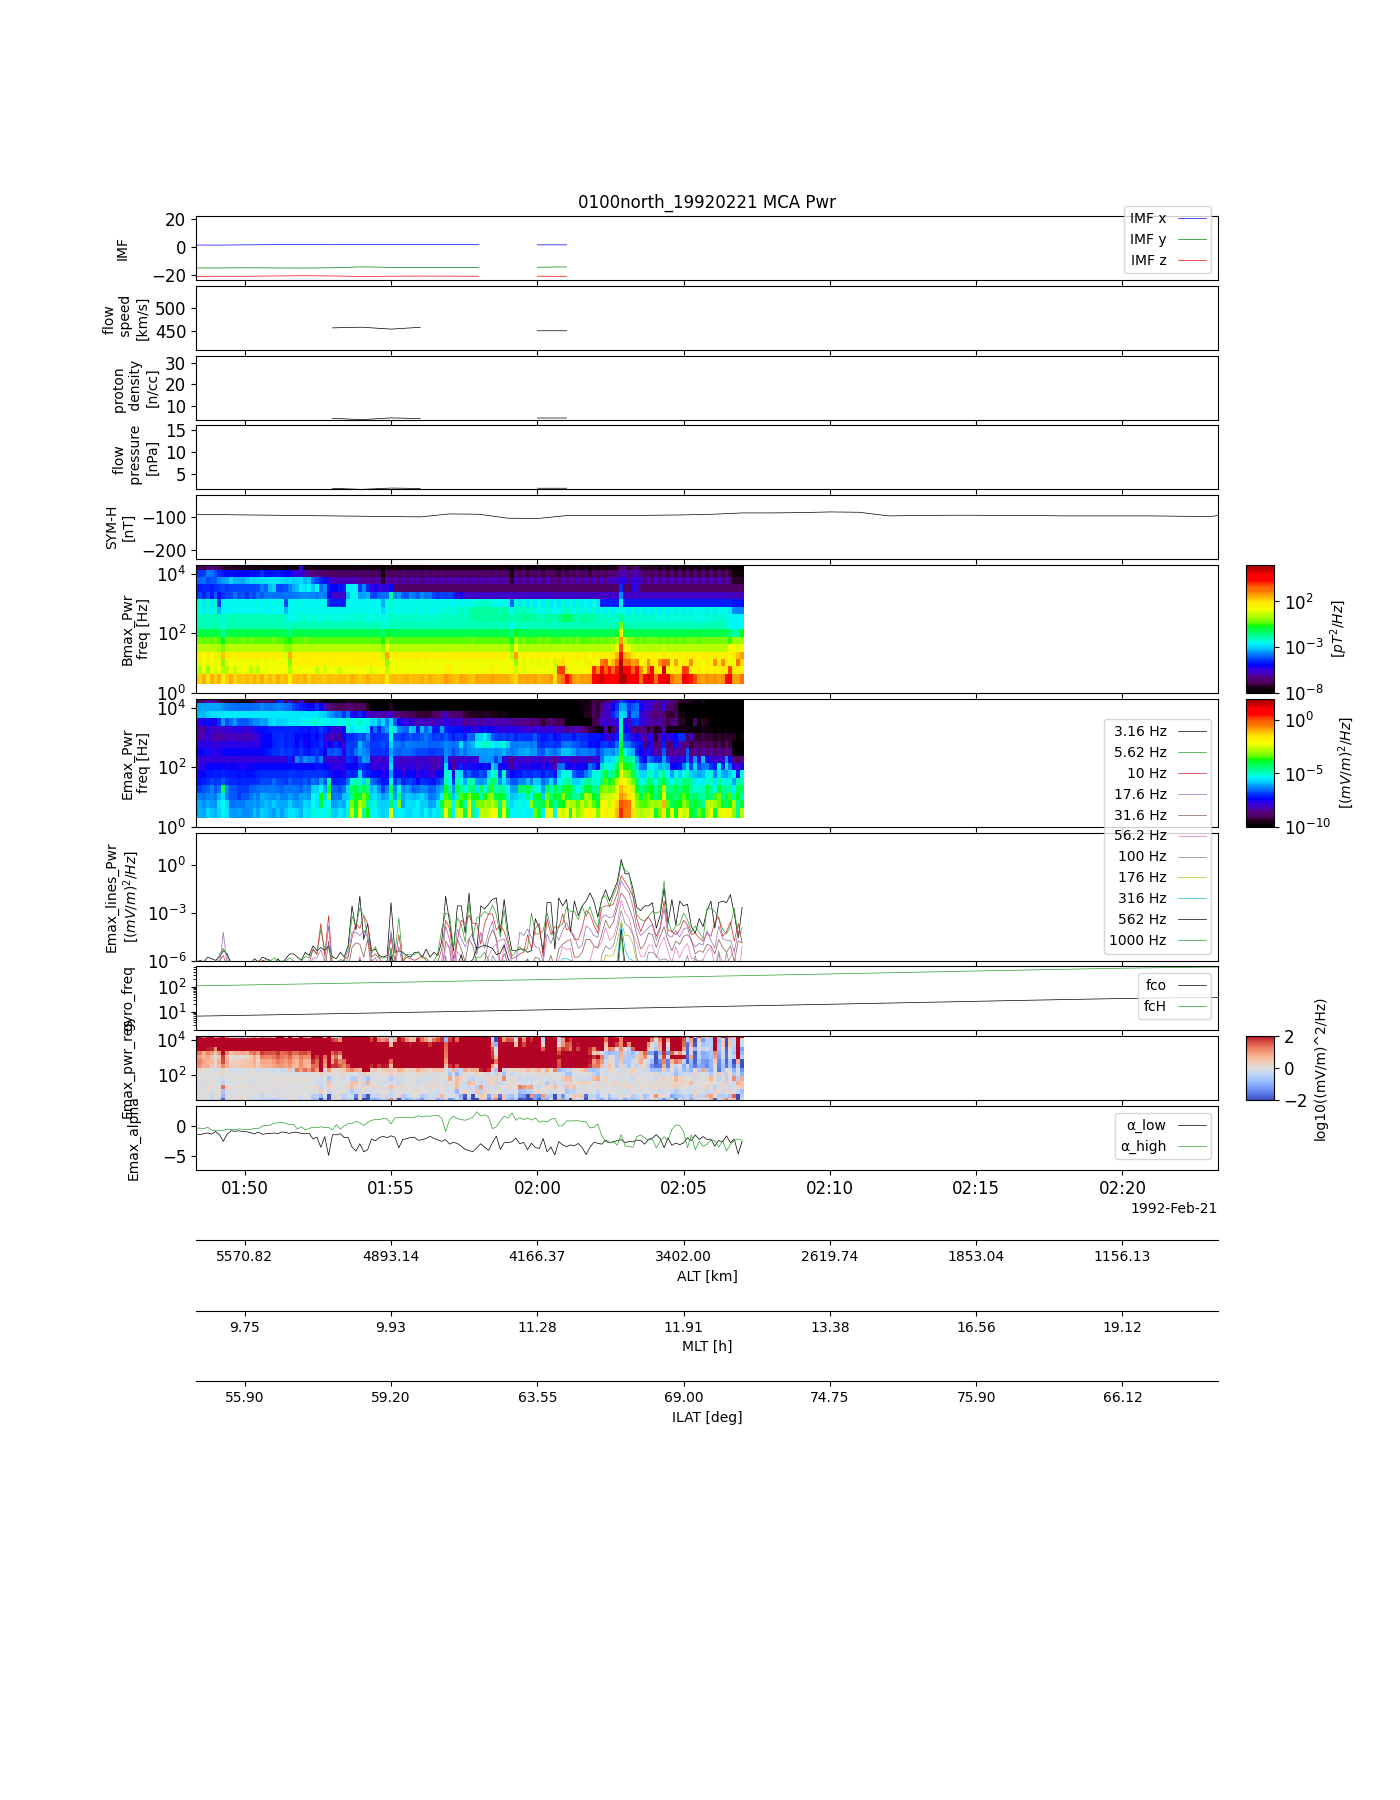 0100north_19920221 MCA Pwr
20
0
−20
IMF
IMF x
IMF y
IMF z
500
450
flow
speed
[km/s]
30
20
10
proton
density
[n/cc]
15
10
5
flow
pressure
[nPa]
−100
−200
SYM-H
[nT]
10^4
10^2
10^0
Bmax_Pwr
freq [Hz]
10^2
10^−3
10^−8
[pT^2/Hz]
10^4
10^2
10^0
Emax_Pwr
freq [Hz]
10^0
10^−5
10^−10
[(mV/m)^2/Hz]
3.16 Hz
5.62 Hz
10 Hz
17.6 Hz
31.6 Hz
56.2 Hz
100 Hz
176 Hz
316 Hz
562 Hz
1000 Hz
10^0
10^−3
10^−6
Emax_lines_Pwr
[(mV/m)^2/Hz]
10^2
10^1
gyro_freq
fco
fcH
10^4
10^2
Emax_pwr_res
2
0
−2
log10((mV/m)^2/Hz)
0
−5
Emax_alpha
α_low
α_high
01:50 01:55 02:00 02:05 02:10 02:15 02:20
1992-Feb-21
5570.82 4893.14 4166.37 3402.00 2619.74 1853.04 1156.13
ALT [km]
9.75 9.93 11.28 11.91 13.38 16.56 19.12
MLT [h]
55.90 59.20 63.55 69.00 74.75 75.90 66.12
ILAT [deg]